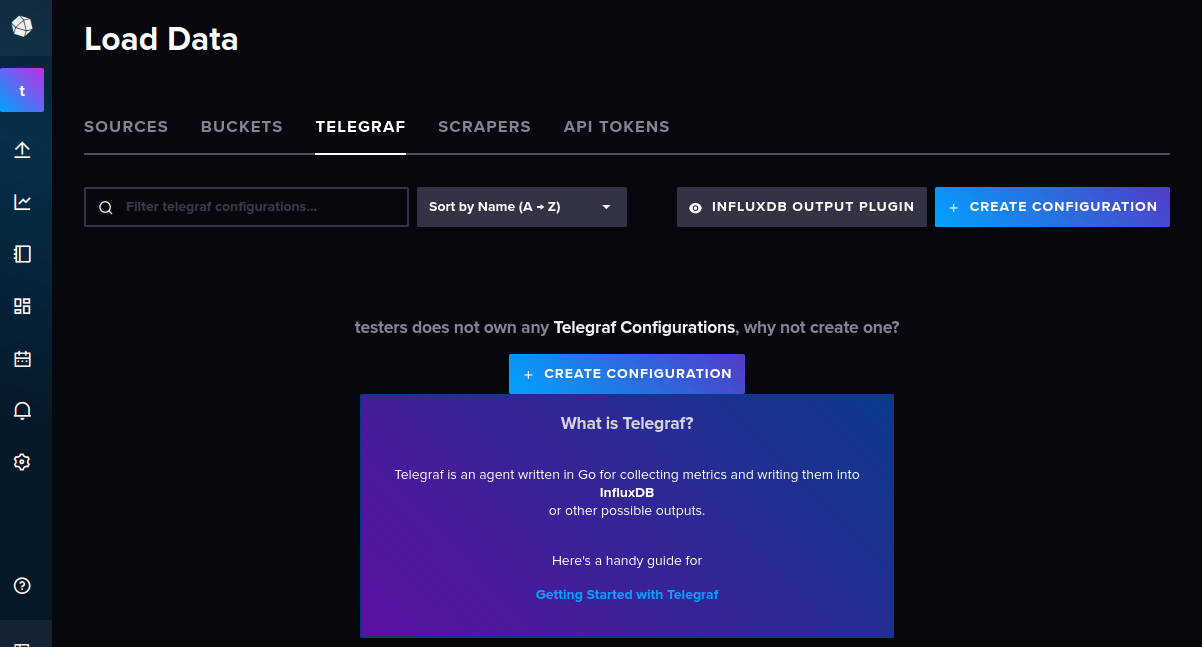 Load Data
t
SOURCES BUCKETS TELEGRAF SCRAPERS API TOKENS
Filter telegraf configurations...
Sort by Name (A → Z)
INFLUXDB OUTPUT PLUGIN
+ CREATE CONFIGURATION
testers does not own any Telegraf Configurations, why not create one?
+ CREATE CONFIGURATION
What is Telegraf?
Telegraf is an agent written in Go for collecting metrics and writing them into
InfluxDB
or other possible outputs.
Here's a handy guide for
Getting Started with Telegraf